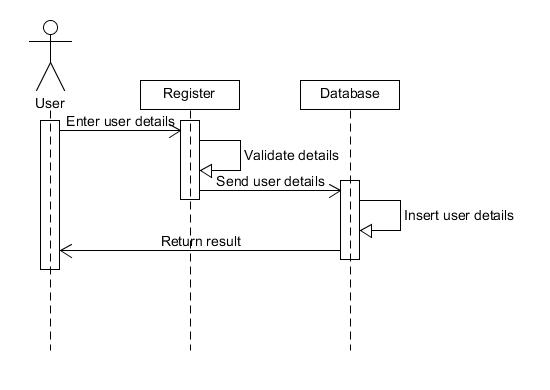 User
Register
Database
Enter user details
Validate details
Send user details
Insert user details
Return result